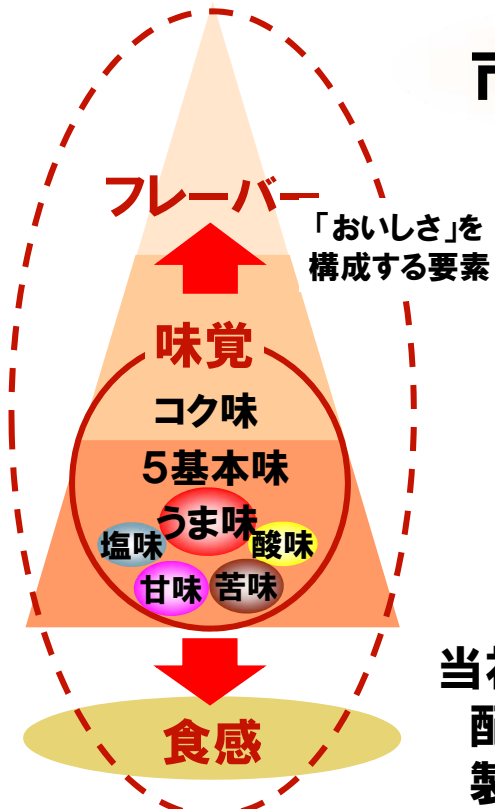 フレーバー
「おいしさ」を
構成する要素
味覚
コク味
5基本味
うま味
塩味
酸味
甘味
苦味
食感
当